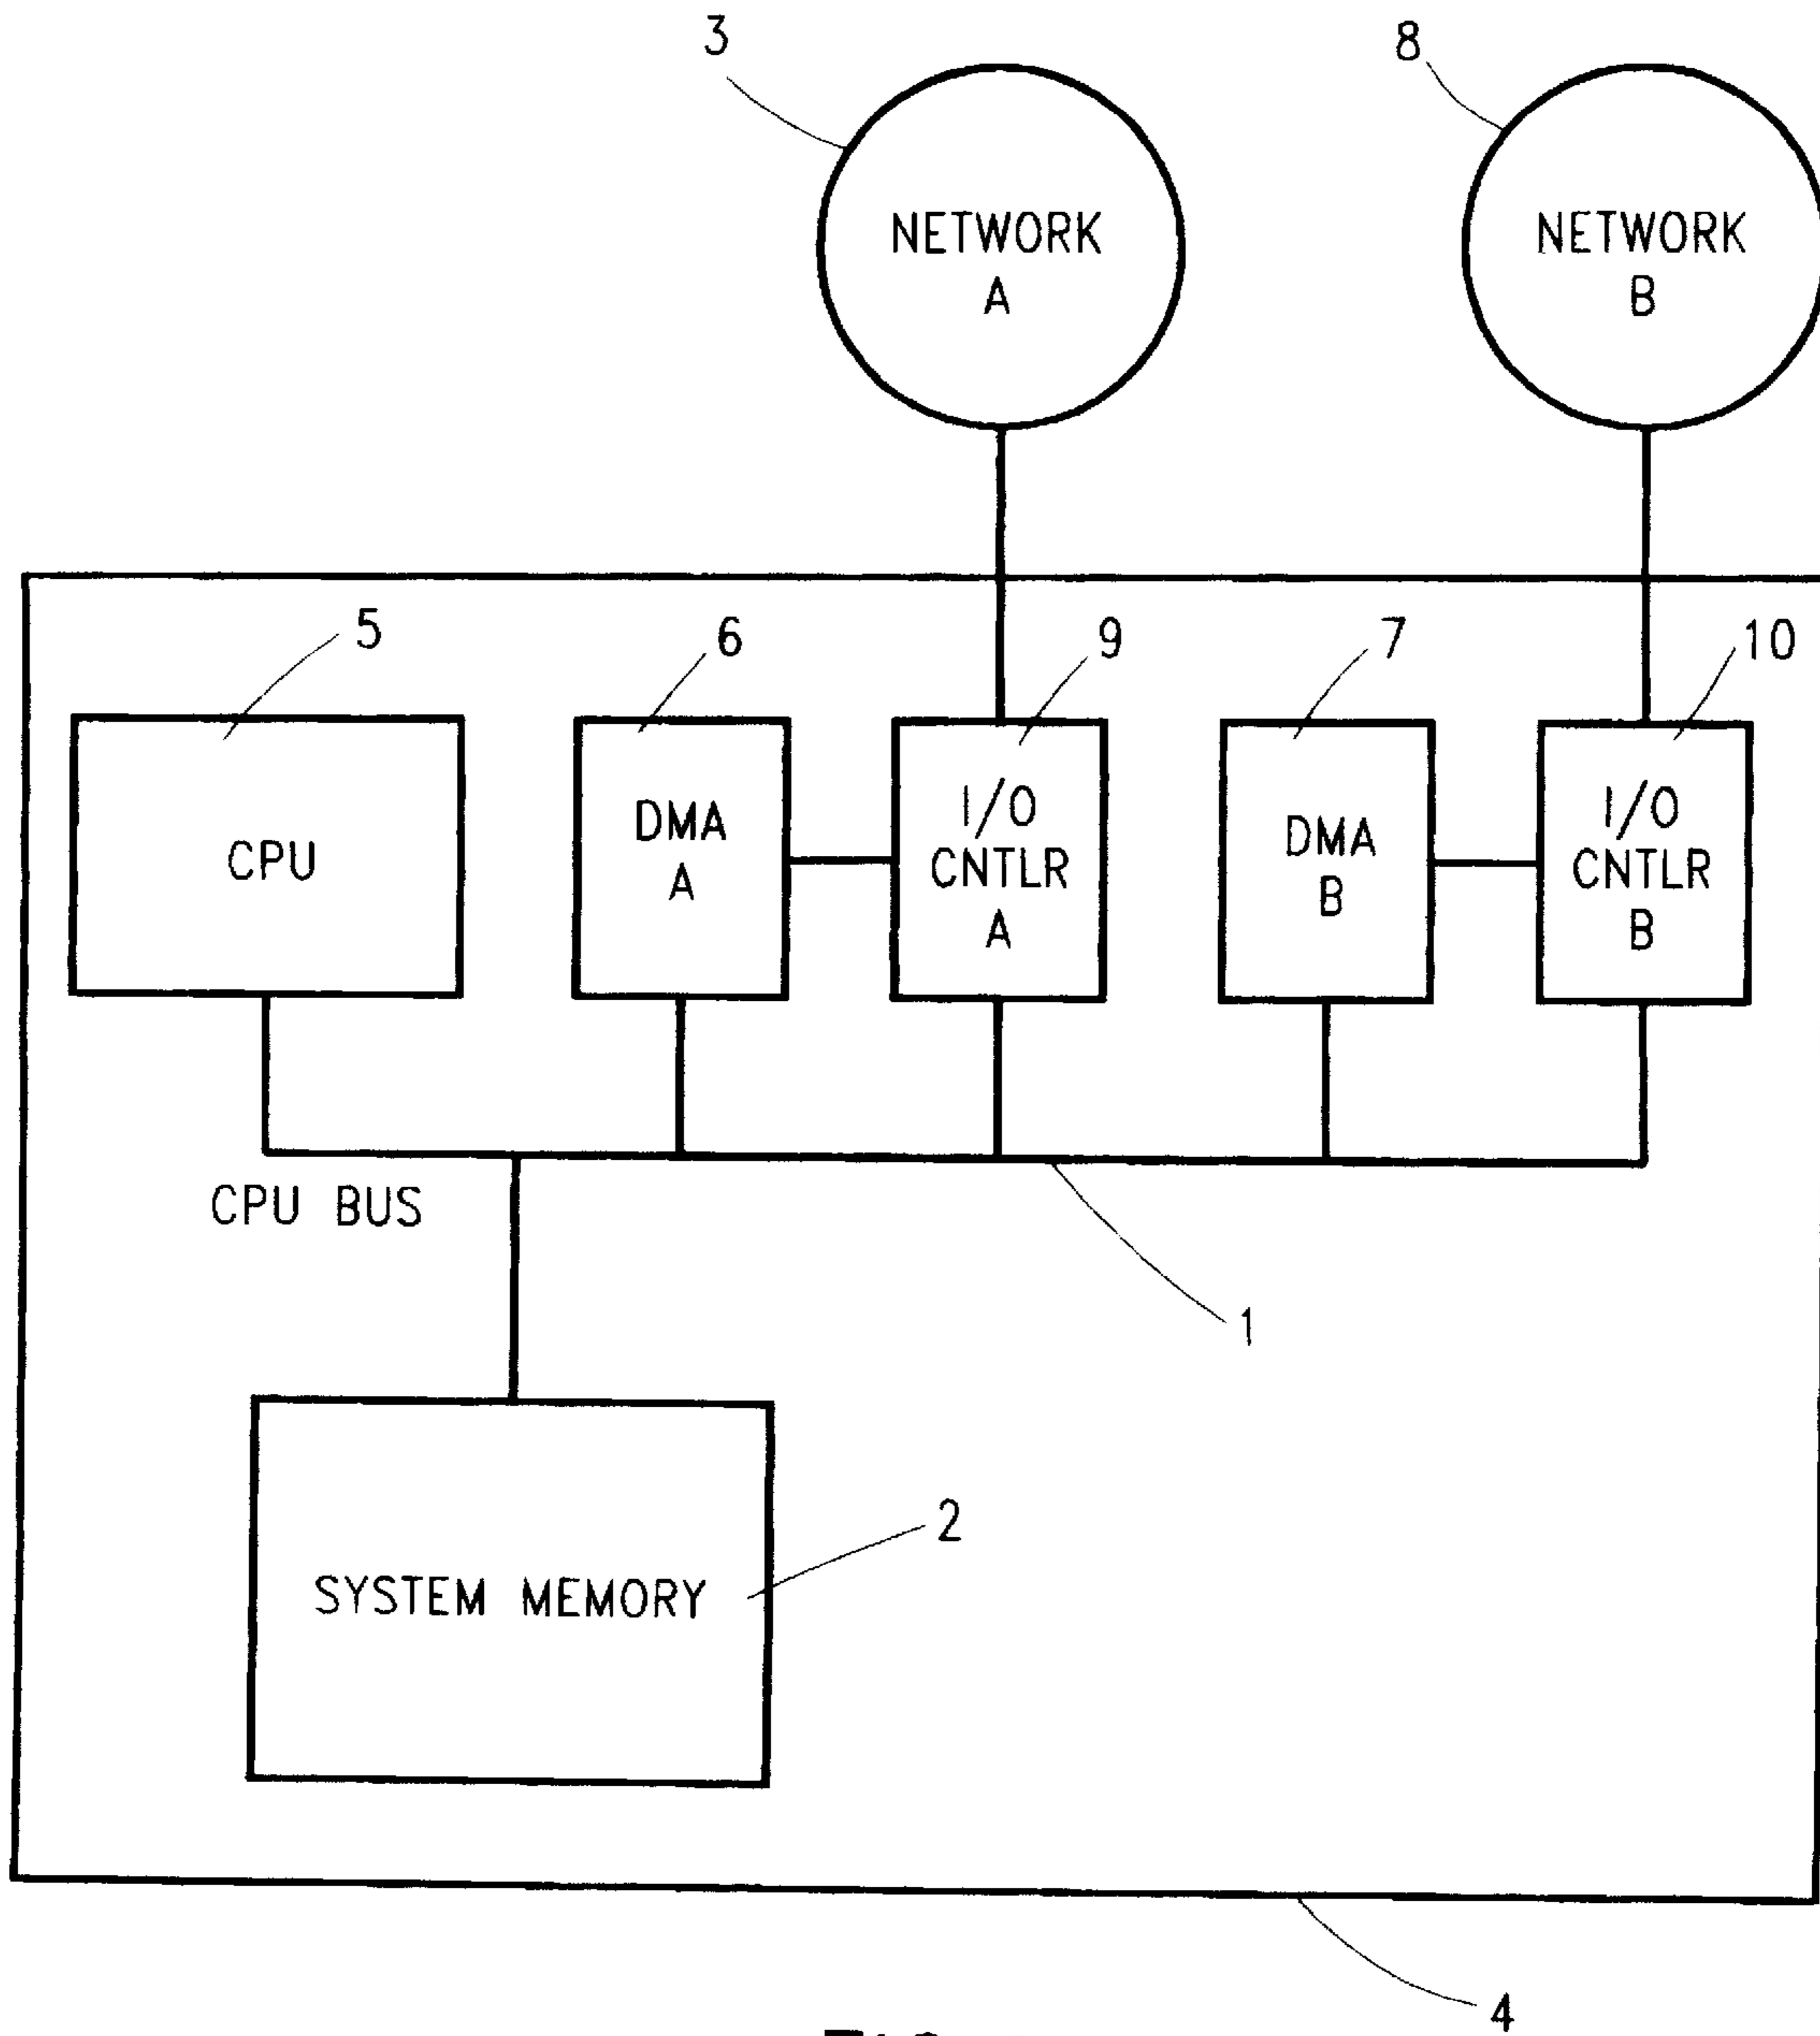 3
8
NETWORK
A
NETWORK
B
5
6
9
7
10
CPU
DMA
A
I/O
CNTLR
A
DMA
B
I/O
CNTLR
B
CPU BUS
1
2
SYSTEM MEMORY
4